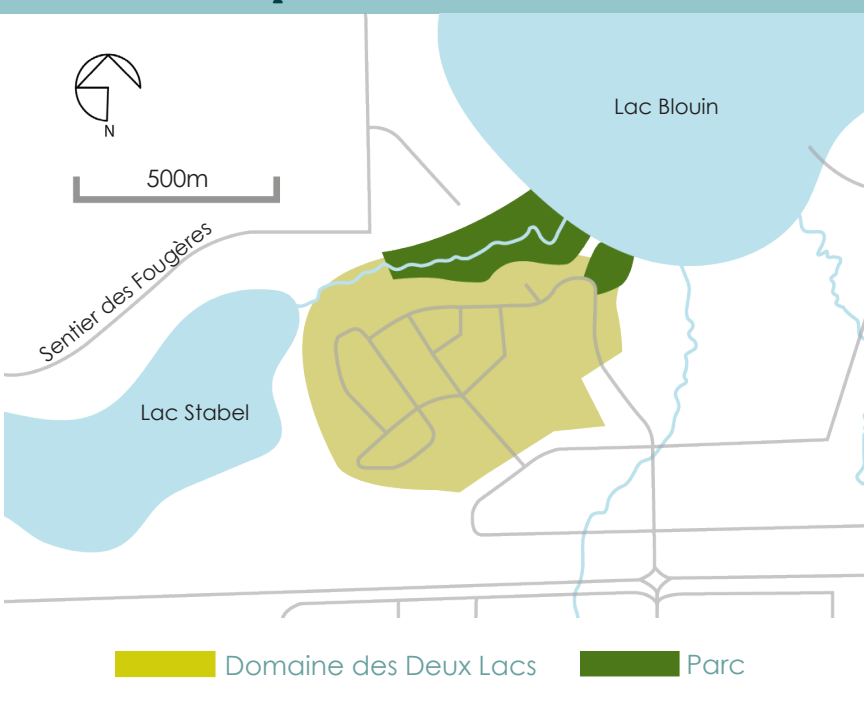 Lac Blouin
N
500m
Sentier des Fougères
Lac Stabel
Domaine des Deux Lacs
Parc